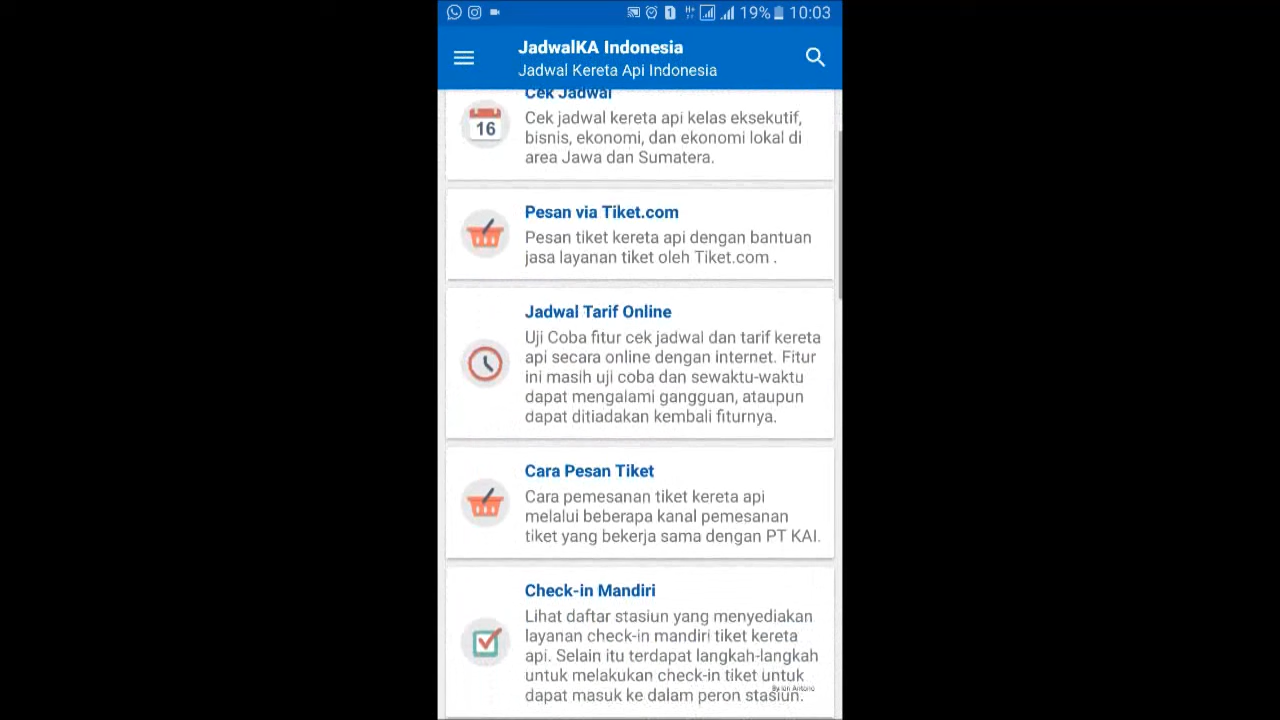 19% 10:03
JadwalKA Indonesia
Jadwal Kereta Api Indonesia
Cek Jadwal
16
Cek jadwal kereta api kelas eksekutif,
bisnis, ekonomi, dan ekonomi lokal di
area Jawa dan Sumatera.
Pesan via Tiket.com
Pesan tiket kereta api dengan bantuan
jasa layanan tiket oleh Tiket.com .
Jadwal Tarif Online
Uji Coba fitur cek jadwal dan tarif kereta
api secara online dengan internet. Fitur
ini masih uji coba dan sewaktu-waktu
dapat mengalami gangguan, ataupun
dapat ditiadakan kembali fiturnya.
Cara Pesan Tiket
Cara pemesanan tiket kereta api
melalui beberapa kanal pemesanan
tiket yang bekerja sama dengan PT KAI.
Check-in Mandiri
Lihat daftar stasiun yang menyediakan
layanan check-in mandiri tiket kereta
api. Selain itu terdapat langkah-langkah
untuk melakukan check-in tiket untuk
dapat masuk ke dalam peron stasiun.